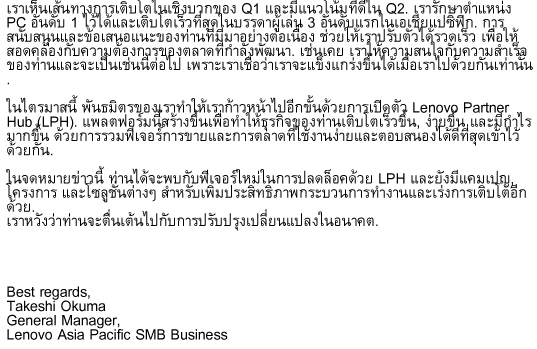 เราเห็นเส้นทางการเติบโตในเชิงบวกของ Q1 และมีแนวโน้มที่ดีใน Q2. เรารักษาตำแหน่ง
PC อันดับ 1 ไว้ได้และเติบโตเร็วที่สุดในบรรดาผู้เล่น 3 อันดับแรกในเอเชียแปซิฟิก. การ
สนับสนุนและข้อเสนอแนะของท่านที่มีมาอย่างต่อเนื่อง ช่วยให้เราปรับตัวได้รวดเร็ว เพื่อให้
สอดคล้องกับความต้องการของตลาดที่กำลังพัฒนา. เช่นเคย เราให้ความสนใจกับความสำเร็จ
ของท่านและจะเป็นเช่นนี้ต่อไป เพราะเราเชื่อว่าเราจะแข็งแกร่งขึ้นได้เมื่อเราไปด้วยกันเท่านั้น
.
ในไตรมาสนี้ พันธมิตรของเราทำให้เราก้าวหน้าไปอีกขั้นด้วยการเปิดตัว Lenovo Partner
Hub (LPH). แพลตฟอร์มนี้สร้างขึ้นเพื่อทำให้ธุรกิจของท่านเติบโตเร็วขึ้น, ง่ายขึ้น และมีกำไร
มากขึ้น ด้วยการรวมฟีเจอร์การขายและการตลาดที่ใช้งานง่ายและตอบสนองได้ดีที่สุดเข้าไว้
ด้วยกัน.
ในจดหมายข่าวนี้ ท่านได้จะพบกับฟีเจอร์ใหม่ในการปลดล็อคด้วย LPH และยังมีแคมเปญ,
โครงการ และโซลูชั่นต่างๆ สำหรับเพิ่มประสิทธิภาพกระบวนการทำงานและเร่งการเติบโตอีก
ด้วย.
เราหวังว่าท่านจะตื่นเต้นไปกับการปรับปรุงเปลี่ยนแปลงในอนาคต.
Best regards,
Takeshi Okuma
General Manager,
Lenovo Asia Pacific SMB Business